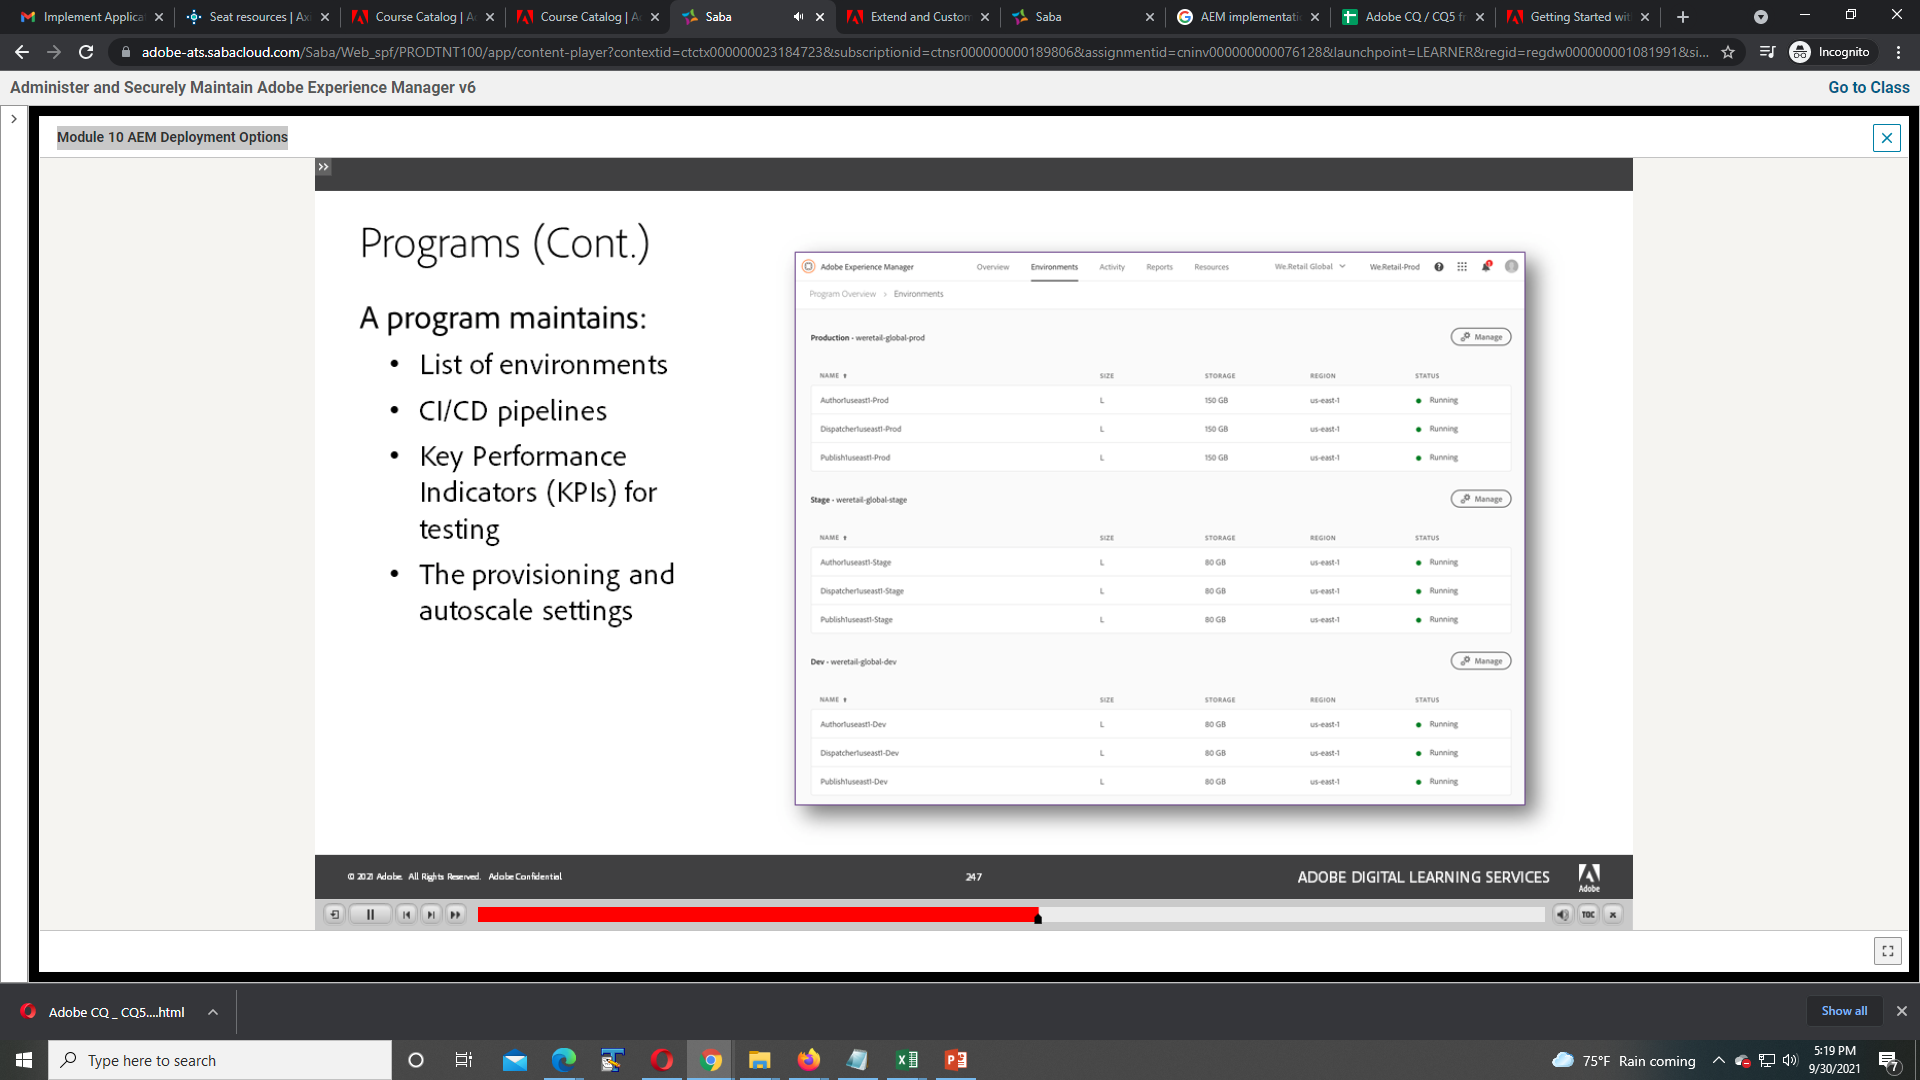 Implement Applica
Seat resources | Ax
Course Catalog | A
Course Catalog | A
Saba
Extend and Custom
Saba
AEM implementati
Adobe CQ / CQ5 fr
Getting Started wit
adobe-ats.sabacloud.com/Saba/Web_spf/PRODTNT100/app/content-player?contextid=ctctx000000023184723&subscriptionid=ctnsr000000000189806&assignmentid=cninv000000000076128&launchpoint=LEARNER&regid=regdw000000001081991&si...
Incognito
Administer and Securely Maintain Adobe Experience Manager v6
Go to Class
Module 10 AEM Deployment Options
Programs (Cont.)
A program maintains:
• List of environments
• CI/CD pipelines
• Key Performance
Indicators (KPIs) for
testing
• The provisioning and
autoscale settings
Adobe Experience Manager
Overview Environments Activity Reports Resources
We.Retail Global
We.Retail-Prod
Program Overview > Environments
Production - weretail-global-prod
Manage
NAME SIZE STORAGE REGION STATUS
Author1useast1-Prod L 150 GB us-east-1 Running
Dispatcher1useast1-Prod L 150 GB us-east-1 Running
Publish1useast1-Prod L 150 GB us-east-1 Running
Stage - weretail-global-stage
Manage
NAME SIZE STORAGE REGION STATUS
Author1useast1-Stage L 80 GB us-east-1 Running
Dispatcher1useast1-Stage L 80 GB us-east-1 Running
Publish1useast1-Stage L 80 GB us-east-1 Running
Dev - weretail-global-dev
Manage
NAME SIZE STORAGE REGION STATUS
Author1useast1-Dev L 80 GB us-east-1 Running
Dispatcher1useast1-Dev L 80 GB us-east-1 Running
Publish1useast1-Dev L 80 GB us-east-1 Running
© 2021 Adobe. All Rights Reserved. Adobe Confidential
247
ADOBE DIGITAL LEARNING SERVICES
Adobe
TOC
Adobe CQ _ CQ5....html
Show all
Type here to search
75°F Rain coming
5:19 PM
9/30/2021
7